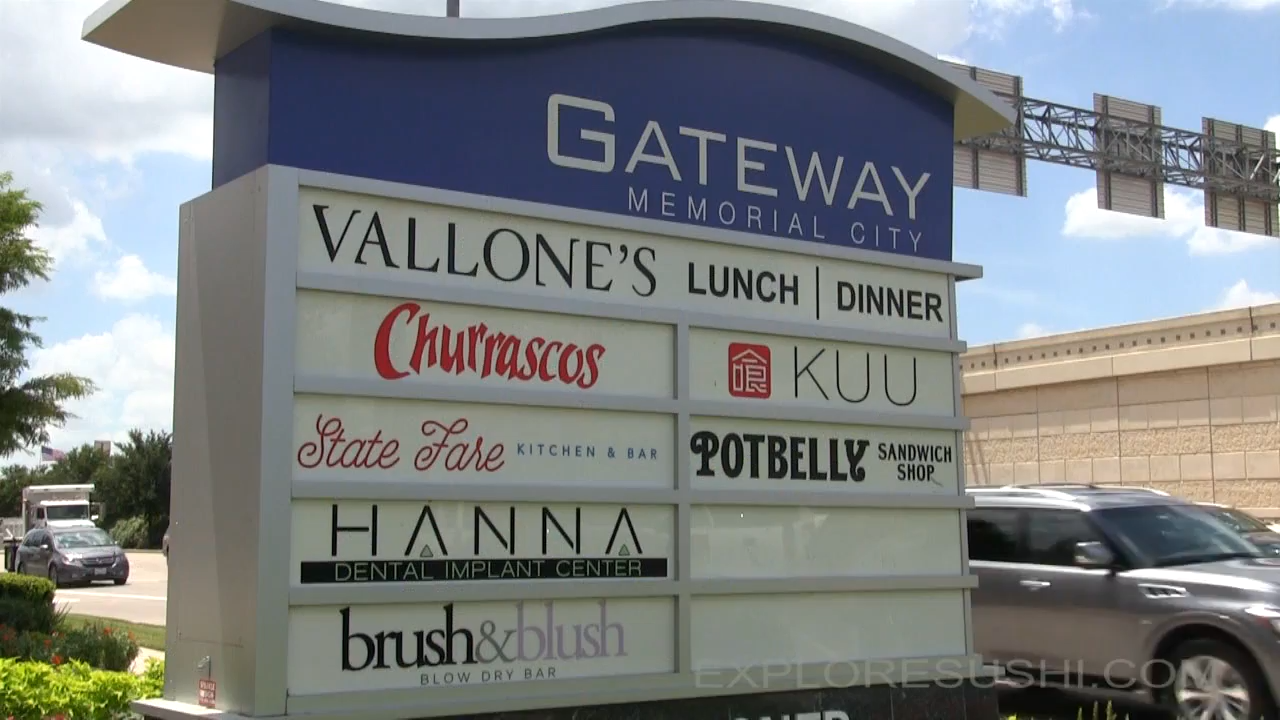 GATEWAY
MEMORIAL CITY
VALLONE'S LUNCH | DINNER
Churrascos
KUU
State Fare KITCHEN & BAR
POTBELLY SANDWICH
SHOP
HANNA
DENTAL IMPLANT CENTER
brush&blush
BLOW DRY BAR
EXPLORESUSHI.COM